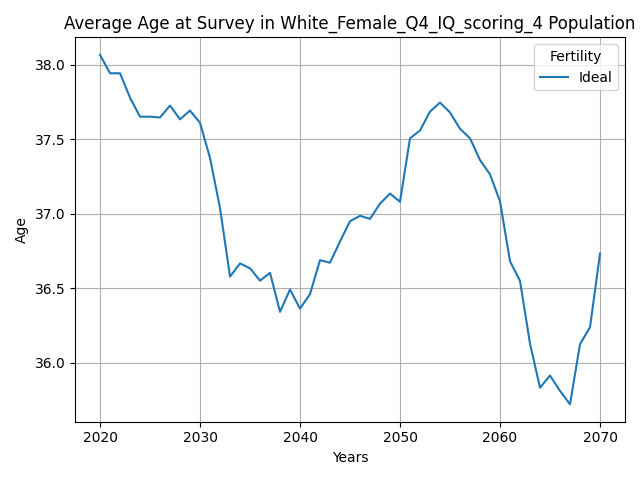 Average Age at Survey in White_Female_Q4_IQ_scoring_4 Population
Fertility
Ideal
38.0
37.5
37.0
36.5
36.0
Age
2020 2030 2040 2050 2060 2070
Years